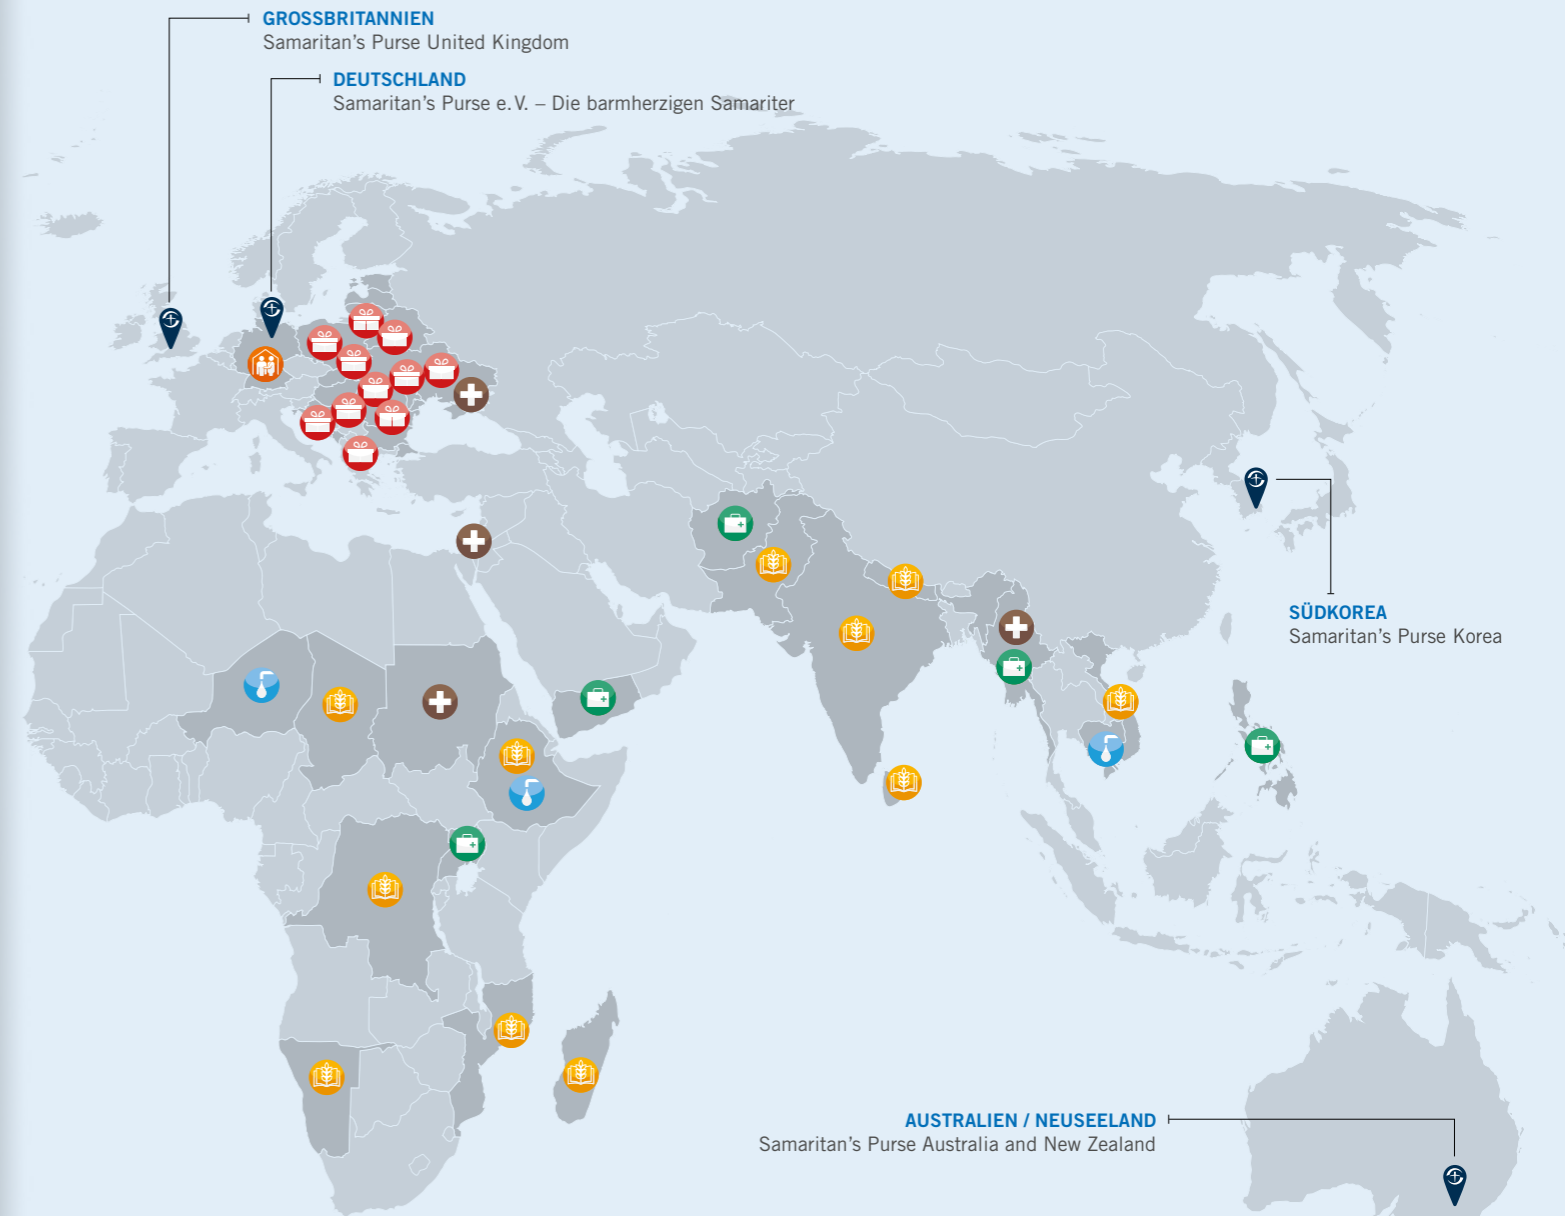 GROSSBRITANNIEN
Samaritan’s Purse United Kingdom
DEUTSCHLAND
Samaritan’s Purse e. V. – Die barmherzigen Samariter
SÜDKOREA
Samaritan’s Purse Korea
AUSTRALIEN / NEUSEELAND
Samaritan’s Purse Australia and New Zealand